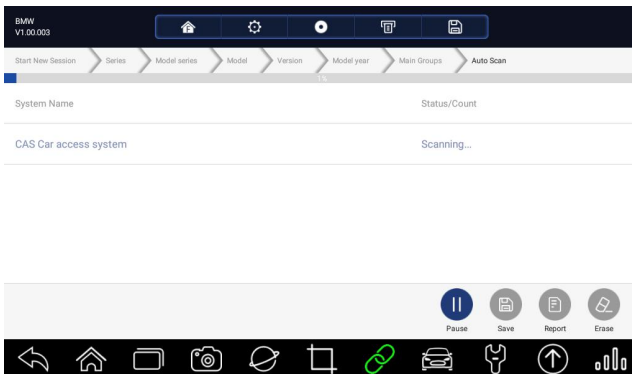 BMW
V1.00.003
Start New Session Series Model series Model Version Model year Main Groups Auto Scan
1%
System Name Status/Count
CAS Car access system Scanning...
Pause Save Report Erase